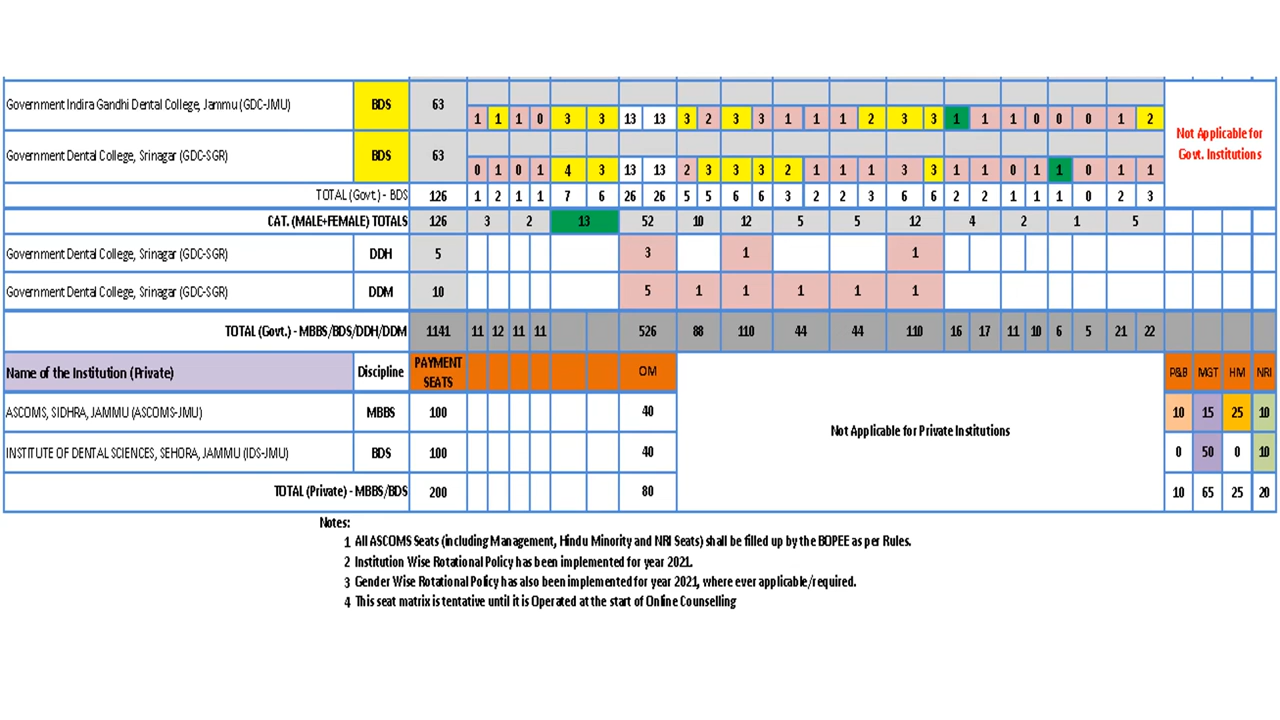 Government Indira Gandhi Dental College, Jammu (GDC-JMU) BDS 63 1 1 1 0 3 3 13 13 3 2 3 3 1 1 1 2 3 3 1 1 1 0 0 0 1 2
Not Applicable for
Govt. Institutions
Government Dental College, Srinagar (GDC-SGR) BDS 63 0 1 0 1 4 3 13 13 2 3 3 3 2 1 1 1 3 3 1 1 0 1 1 0 1 1
TOTAL (Govt.) - BDS 126 1 2 1 1 7 6 26 26 5 5 6 6 3 2 2 3 6 6 2 2 1 1 1 0 2 3
CAT. (MALE+FEMALE) TOTALS 126 3 2 13 52 10 12 5 5 12 4 2 1 5
Government Dental College, Srinagar (GDC-SGR) DDH 5 3 1 1
Government Dental College, Srinagar (GDC-SGR) DDM 10 5 1 1 1 1 1
TOTAL (Govt.) - MBBS/BDS/DDH/DDM 1141 11 12 11 11 526 88 110 44 44 110 16 17 11 10 6 5 21 22
Name of the Institution (Private) Discipline PAYMENT SEATS OM P&B MGT HM NRI
ASCOMS, SIDHRA, JAMMU (ASCOMS-JMU) MBBS 100 40 10 15 25 10
Not Applicable for Private Institutions
INSTITUTE OF DENTAL SCIENCES, SEHORA, JAMMU (IDS-JMU) BDS 100 40 0 50 0 10
TOTAL (Private) - MBBS/BDS 200 80 10 65 25 20
Notes:
1 All ASCOMS Seats (including Management, Hindu Minority and NRI Seats) shall be filled up by the BOPEE as per Rules.
2 Institution Wise Rotational Policy has been implemented for year 2021.
3 Gender Wise Rotational Policy has also been implemented for year 2021, where ever applicable/required.
4 This seat matrix is tentative until it is Operated at the start of Online Counselling